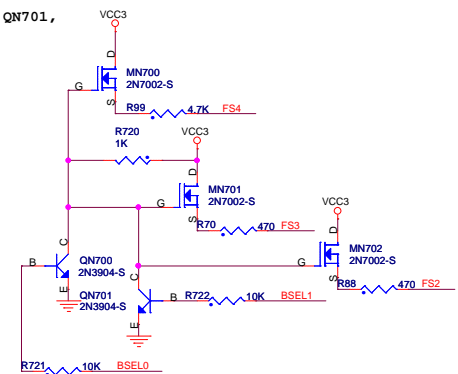 QN701,
VCC3
D
MN700
2N7002-S
G
S
R99 4.7K FS4
R720
1K
VCC3
D
MN701
2N7002-S
G
S
R70 470 FS3
VCC3
D
MN702
2N7002-S
G
S
R88 470 FS2
C
B
QN700
2N3904-S
E
C
QN701
2N3904-S
B
E
R722 10K BSEL1
R721 10K BSEL0